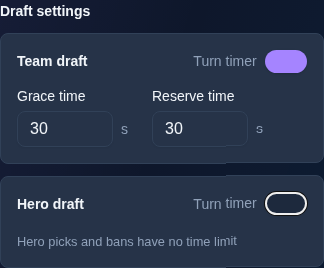 Draft settings
Team draft Turn timer
Grace time Reserve time
30 s 30 s
Hero draft Turn timer
Hero picks and bans have no time limit